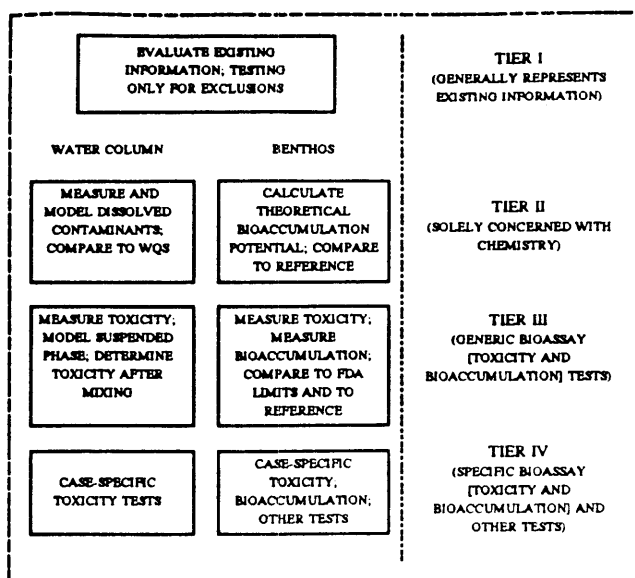 EVALUATE EXISTING
INFORMATION; TESTING
ONLY FOR EXCLUSIONS
TIER I
(GENERALLY REPRESENTS
EXISTING INFORMATION)
WATER COLUMN
BENTHOS
MEASURE AND
MODEL DISSOLVED
CONTAMINANTS;
COMPARE TO WQS
CALCULATE
THEORETICAL
BIOACCUMULATION
POTENTIAL; COMPARE
TO REFERENCE
TIER II
(SOLELY CONCERNED WITH
CHEMISTRY)
MEASURE TOXICITY;
MODEL SUSPENDED
PHASE; DETERMINE
TOXICITY AFTER
MIXING
MEASURE TOXICITY;
MEASURE
BIOACCUMULATION;
COMPARE TO FDA
LIMITS AND TO
REFERENCE
TIER III
(GENERIC BIOASSAY
[TOXICITY AND
BIOACCUMULATION] TESTS)
CASE-SPECIFIC
TOXICITY TESTS
CASE-SPECIFIC
TOXICITY,
BIOACCUMULATION;
OTHER TESTS
TIER IV
(SPECIFIC BIOASSAY
[TOXICITY AND
BIOACCUMULATION] AND
OTHER TESTS)